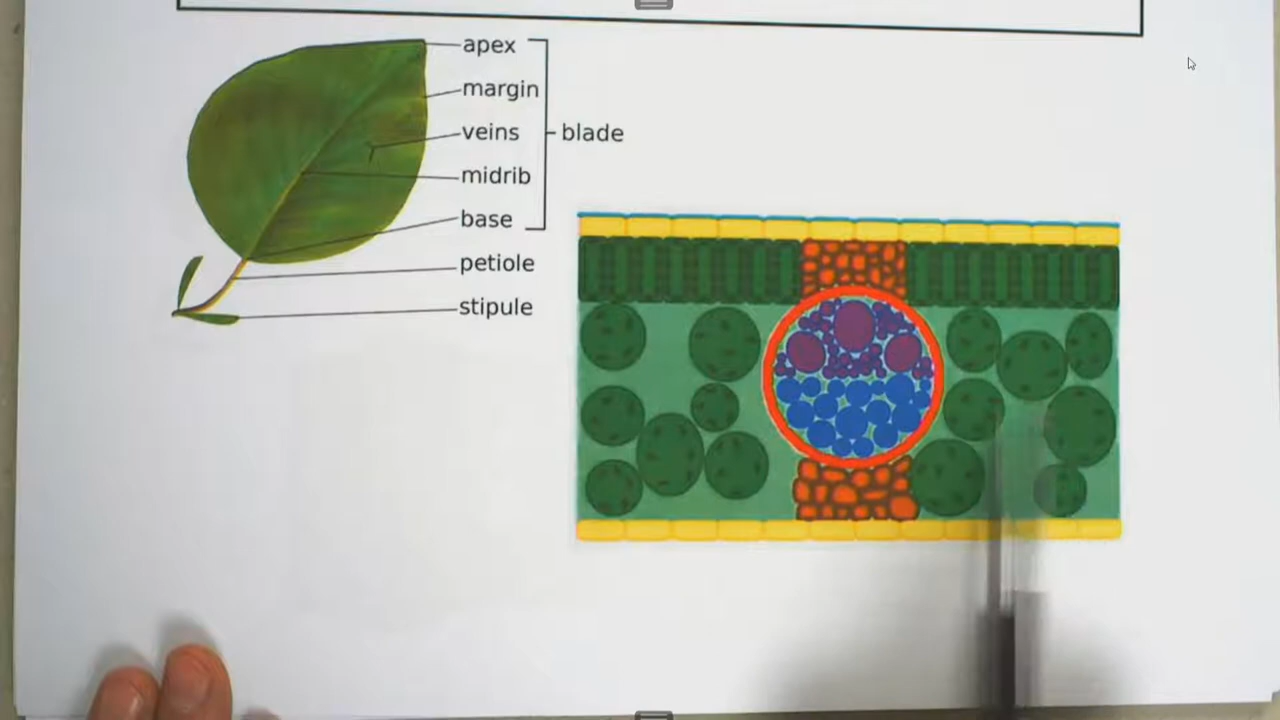 apex
margin
veins
blade
midrib
base
petiole
stipule